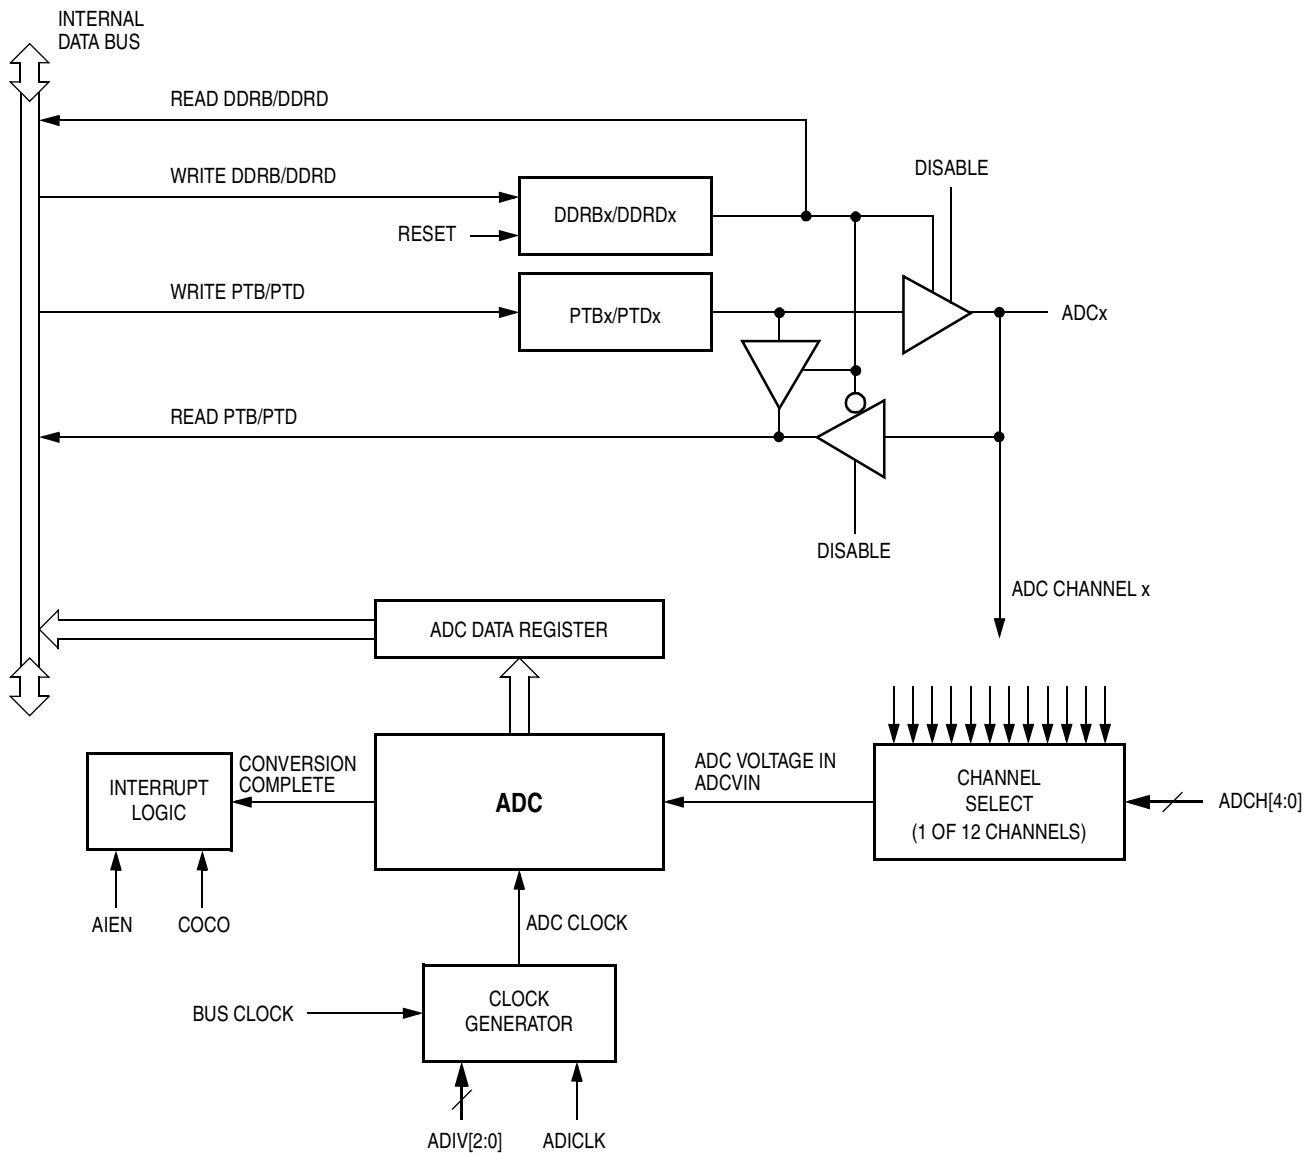 INTERNAL
DATA BUS
READ DDRB/DDRD
WRITE DDRB/DDRD
DISABLE
DDRBx/DDRDx
RESET
WRITE PTB/PTD
PTBx/PTDx
ADCx
READ PTB/PTD
DISABLE
ADC CHANNEL x
ADC DATA REGISTER
INTERRUPT
LOGIC
CONVERSION
COMPLETE
ADC
ADC VOLTAGE IN
ADCVIN
CHANNEL
SELECT
(1 OF 12 CHANNELS)
ADCH[4:0]
AIEN
COCO
ADC CLOCK
BUS CLOCK
CLOCK
GENERATOR
ADIV[2:0]
ADICLK